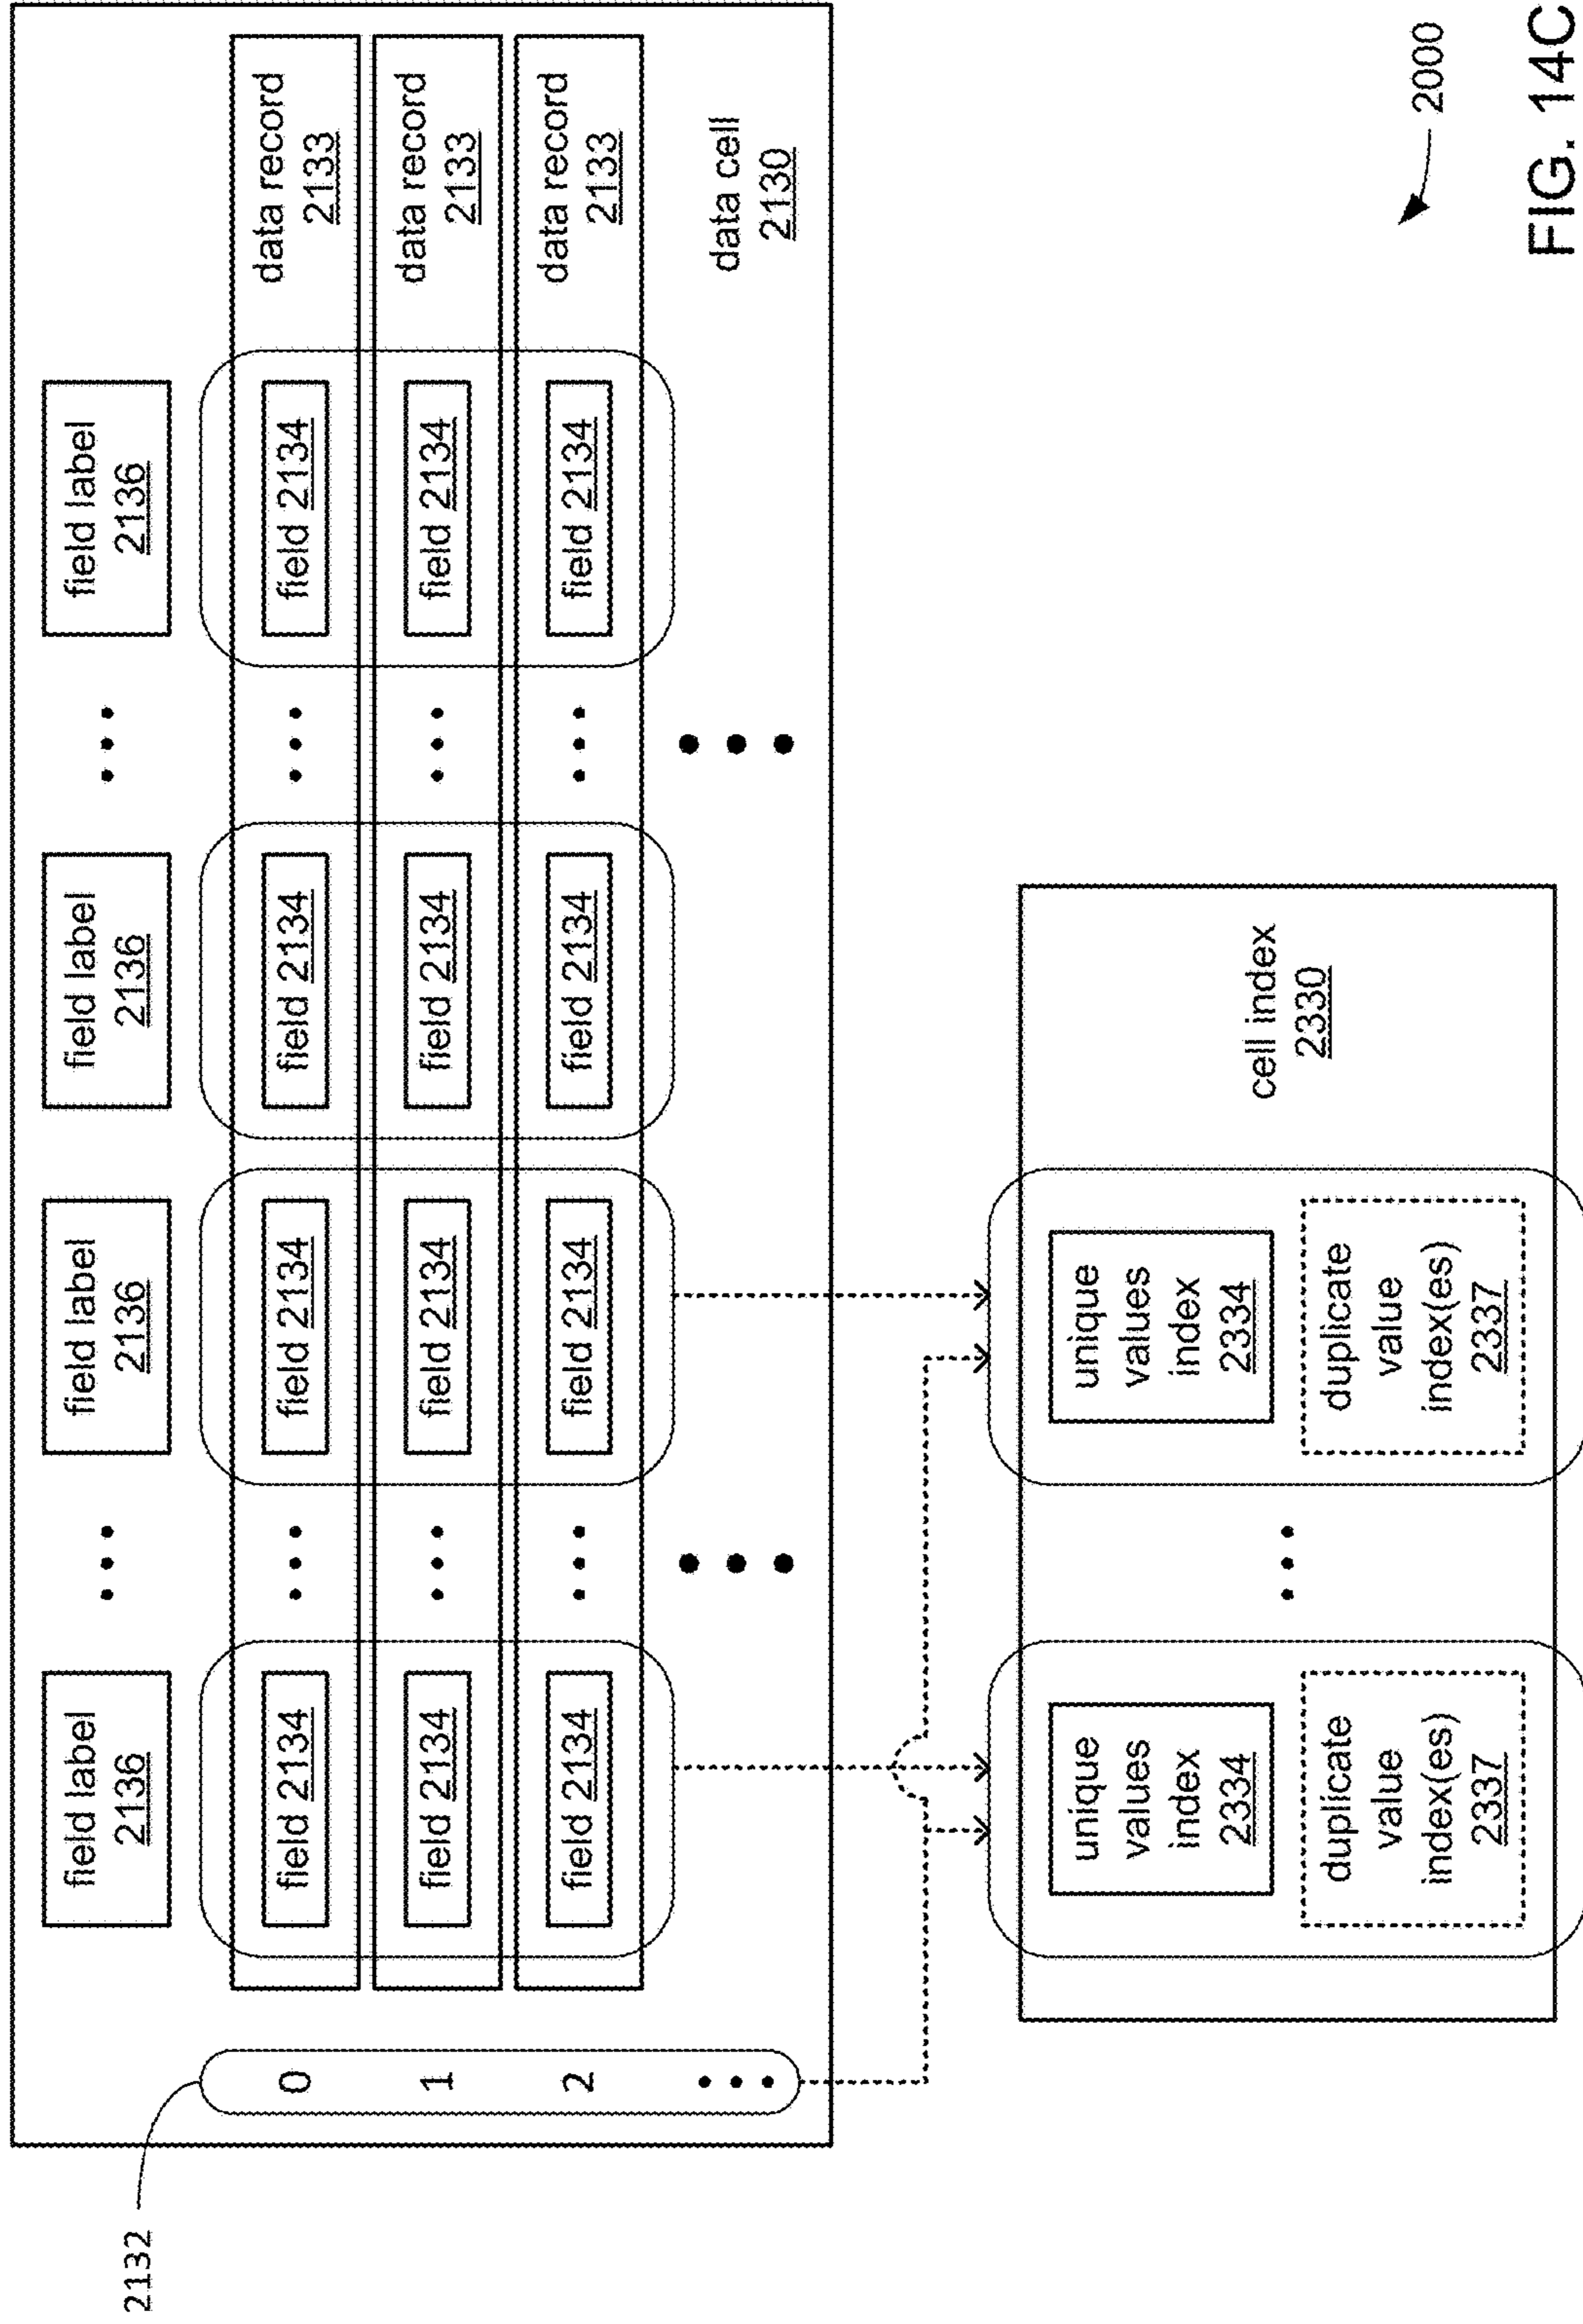 2132
field label
2136
• • •
field label
2136
field label
2136
• • •
field label
2136
0
field 2134
• • •
field 2134
field 2134
• • •
field 2134
data record
2133
1
field 2134
• • •
field 2134
field 2134
• • •
field 2134
data record
2133
2
field 2134
• • •
field 2134
field 2134
• • •
field 2134
data record
2133
data cell
2130
unique
values
index
2334
duplicate
value
index(es)
2337
• • •
unique
values
index
2334
duplicate
value
index(es)
2337
cell index
2330
2000
FIG. 14C